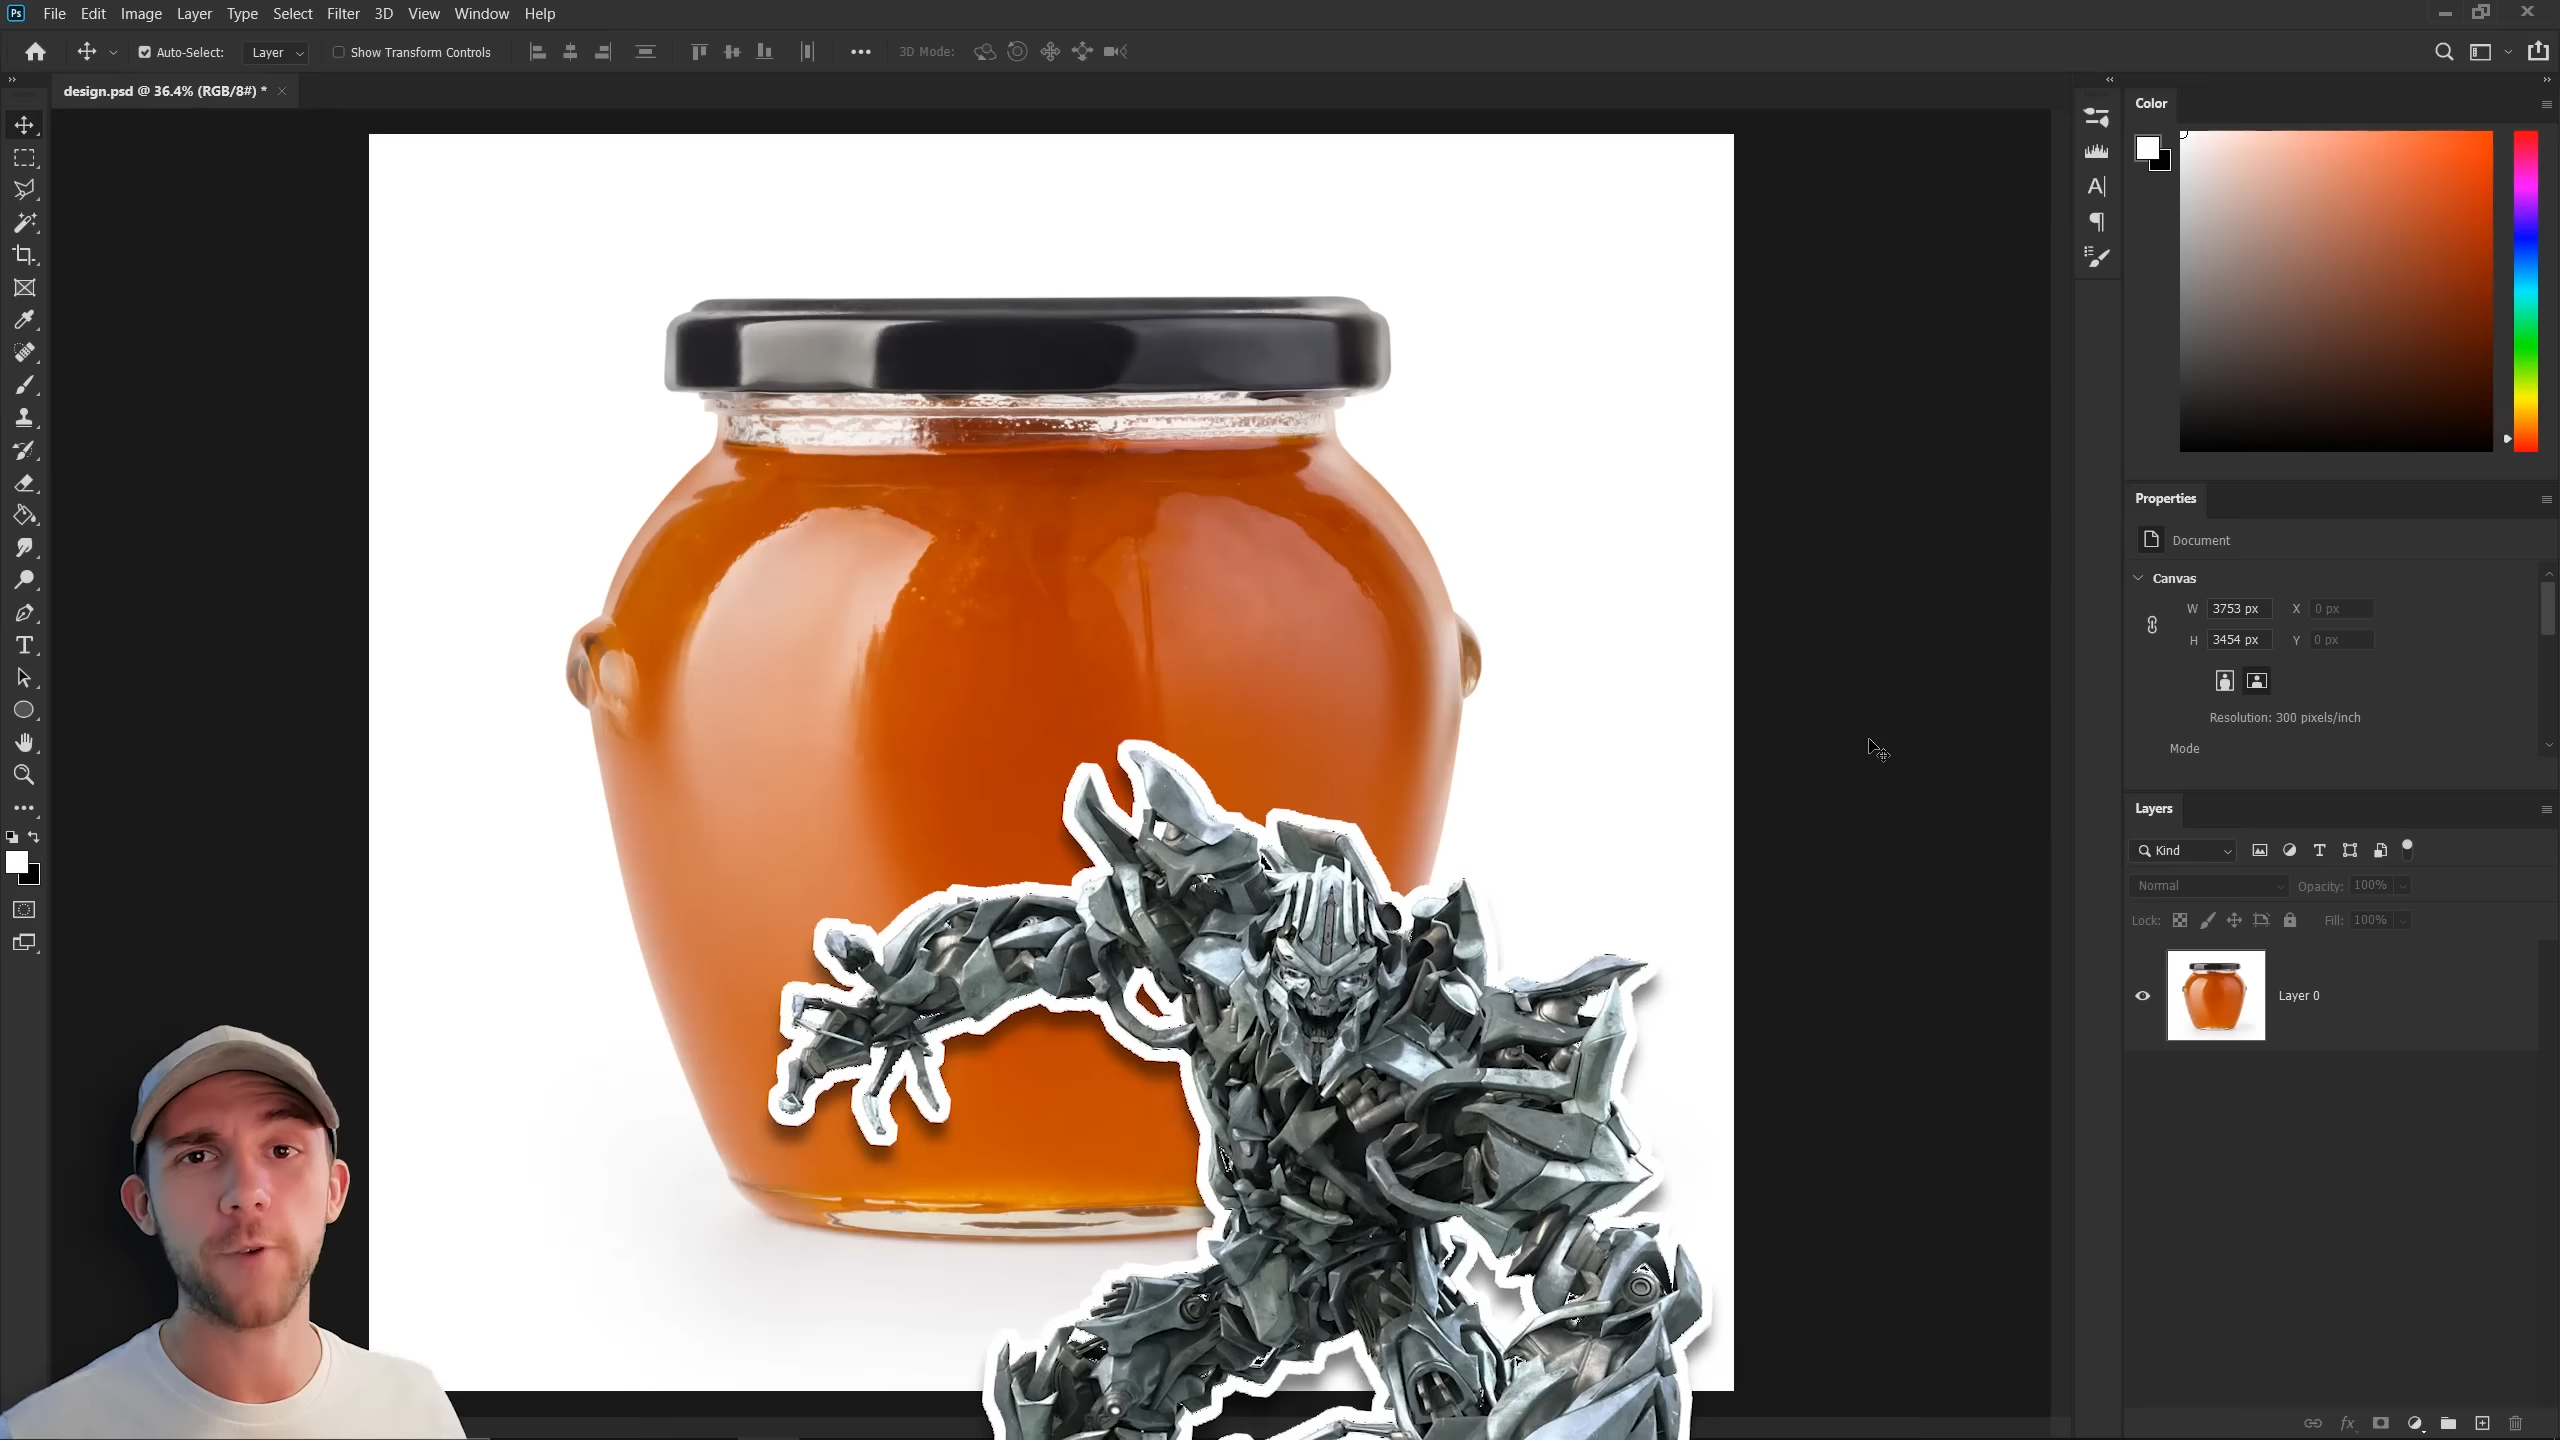 Ps File Edit Image Layer Type Select Filter 3D View Window Help
Auto-Select: Layer Show Transform Controls 3D Mode:
design.psd @ 36.4% (RGB/8#) *
Color
Properties
Document
Canvas
W 3753 px X 0 px
H 3454 px Y 0 px
Resolution: 300 pixels/inch
Mode
Layers
Kind
Normal Opacity: 100%
Lock: Fill: 100%
Layer 0